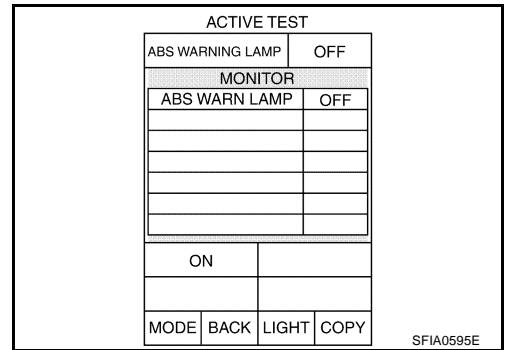 ACTIVE TEST
ABS WARNING LAMP OFF
MONITOR
ABS WARN LAMP OFF
ON
MODE BACK LIGHT COPY
SFIA0595E